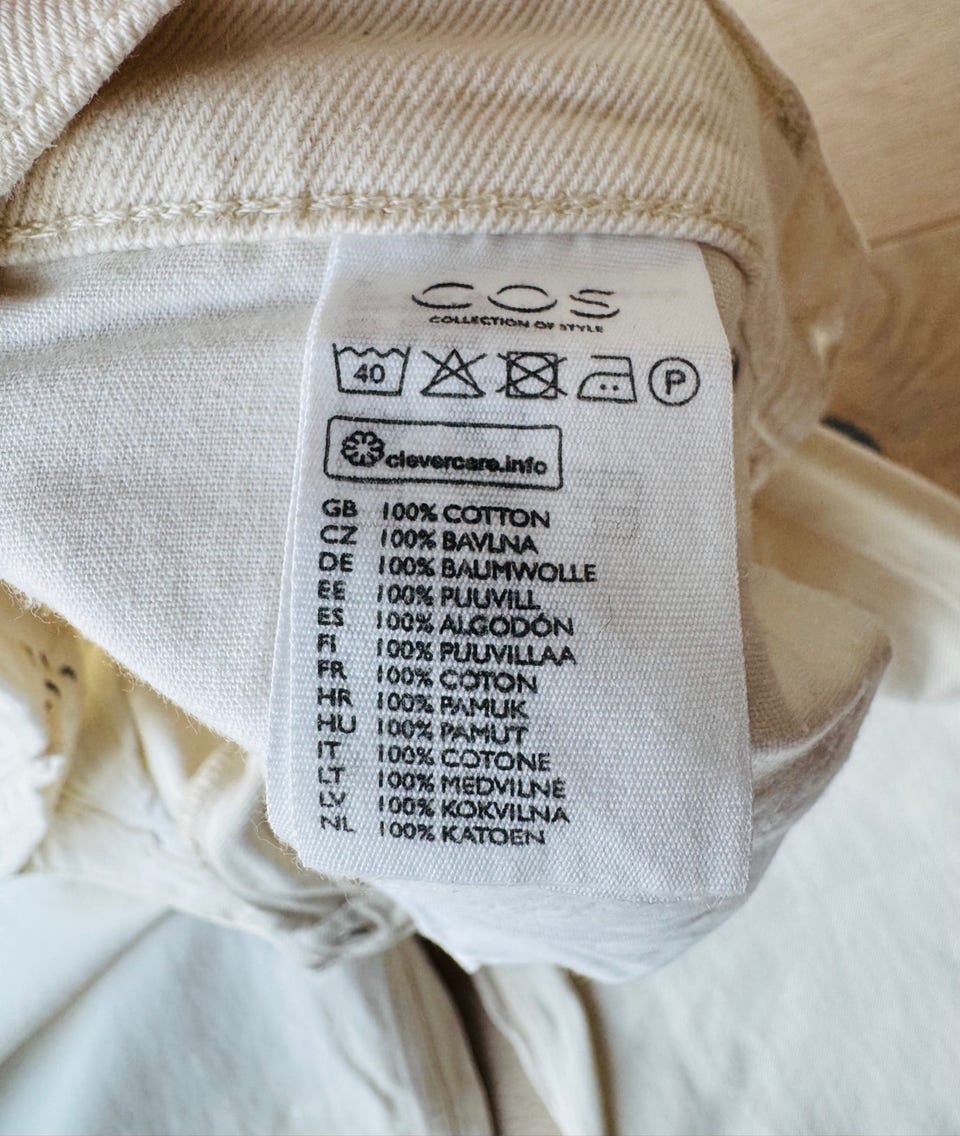 COS
COLLECTION OF STYLE
40 P
clevercare.info
GB 100% COTTON
CZ 100% BAVLNA
DE 100% BAUMWOLLE
EE 100% PUUVILL
ES 100% ALGODÓN
FI 100% PUUVILLAA
FR 100% COTON
HR 100% PAMUK
HU 100% PAMUT
IT 100% COTONE
LT 100% MEDVILNĖ
LV 100% KOKVILNA
NL 100% KATOEN